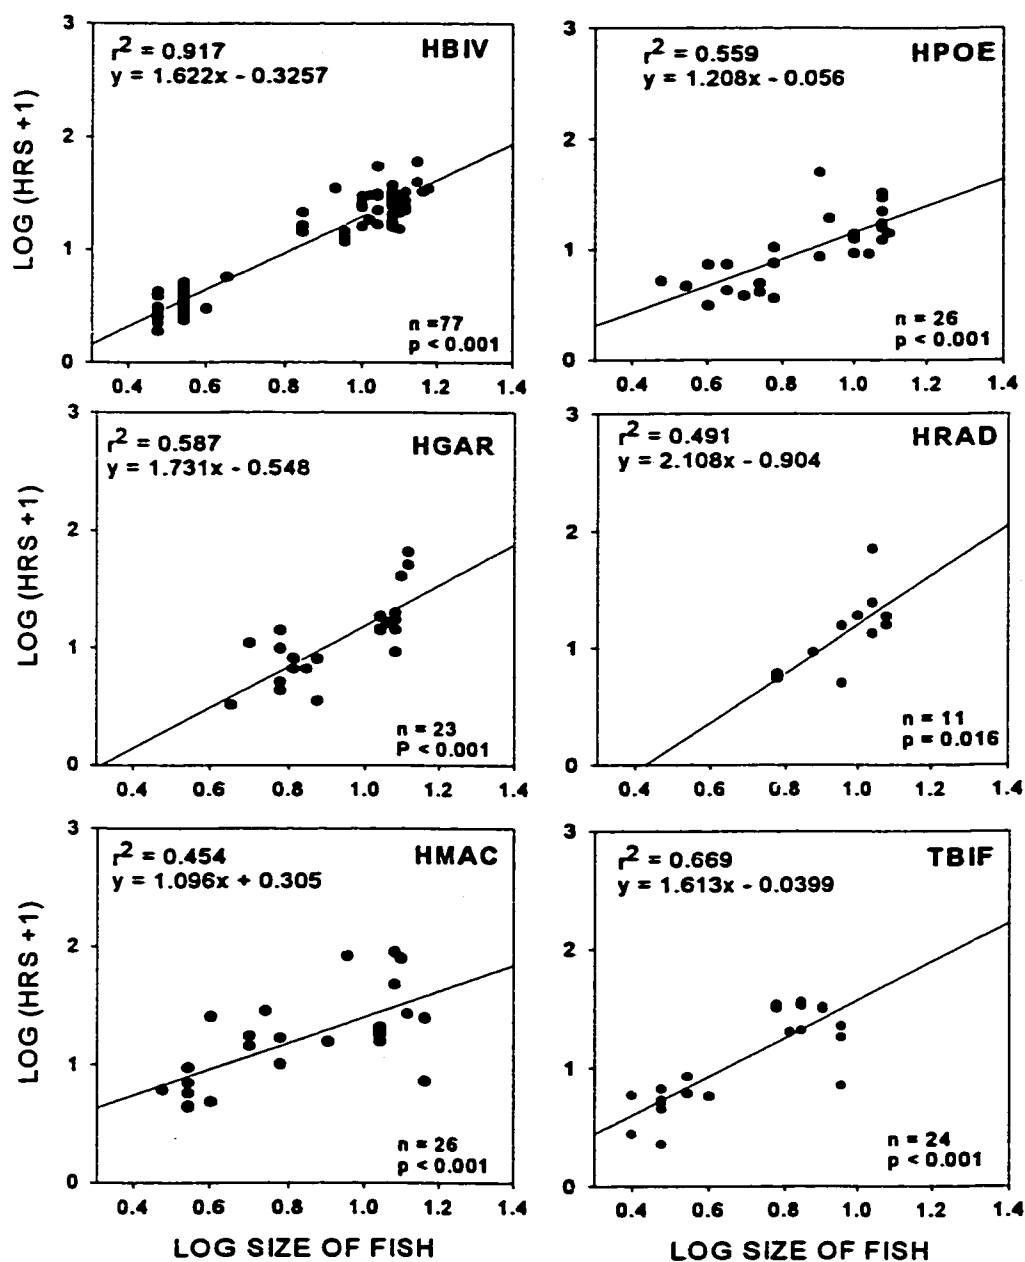 3
r2 = 0.917
HBIV
y = 1.622x - 0.3257
2
LOG (HRS +1)
1
n =77
p < 0.001
0
0.4 0.6 0.8 1.0 1.2 1.4
3
r2 = 0.559
HPOE
y = 1.208x - 0.056
2
1
n = 26
p < 0.001
0
0.4 0.6 0.8 1.0 1.2 1.4
3
r2 = 0.587
HGAR
y = 1.731x - 0.548
2
LOG (HRS +1)
1
n = 23
P < 0.001
0
0.4 0.6 0.8 1.0 1.2 1.4
3
r2 = 0.491
HRAD
y = 2.108x - 0.904
2
1
n = 11
p = 0.016
0
0.4 0.6 0.8 1.0 1.2 1.4
3
r2 = 0.454
HMAC
y = 1.096x + 0.305
2
LOG (HRS +1)
1
n = 26
p < 0.001
0
0.4 0.6 0.8 1.0 1.2 1.4
LOG SIZE OF FISH
3
r2 = 0.669
TBIF
y = 1.613x - 0.0399
2
1
n = 24
p < 0.001
0
0.4 0.6 0.8 1.0 1.2 1.4
LOG SIZE OF FISH